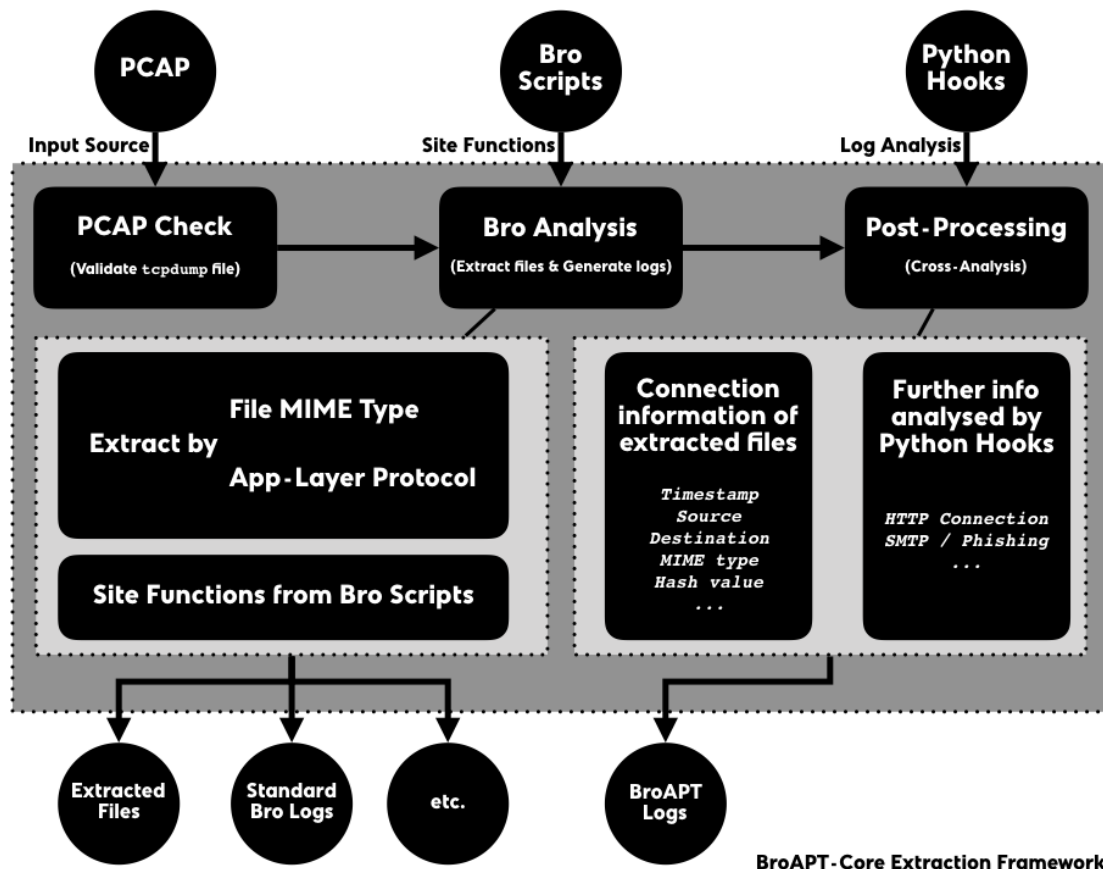 PCAP
Bro
Scripts
Python
Hooks
Input Source
Site Functions
Log Analysis
PCAP Check
(Validate tcpdump file)
Bro Analysis
(Extract files & Generate logs)
Post-Processing
(Cross-Analysis)
Extract by
File MIME Type
App-Layer Protocol
Site Functions from Bro Scripts
Connection
information of
extracted files
Timestamp
Source
Destination
MIME type
Hash value
...
Further info
analysed by
Python Hooks
HTTP Connection
SMTP / Phishing
...
Extracted
Files
Standard
Bro Logs
etc.
BroAPT
Logs
BroAPT-Core Extraction Framework